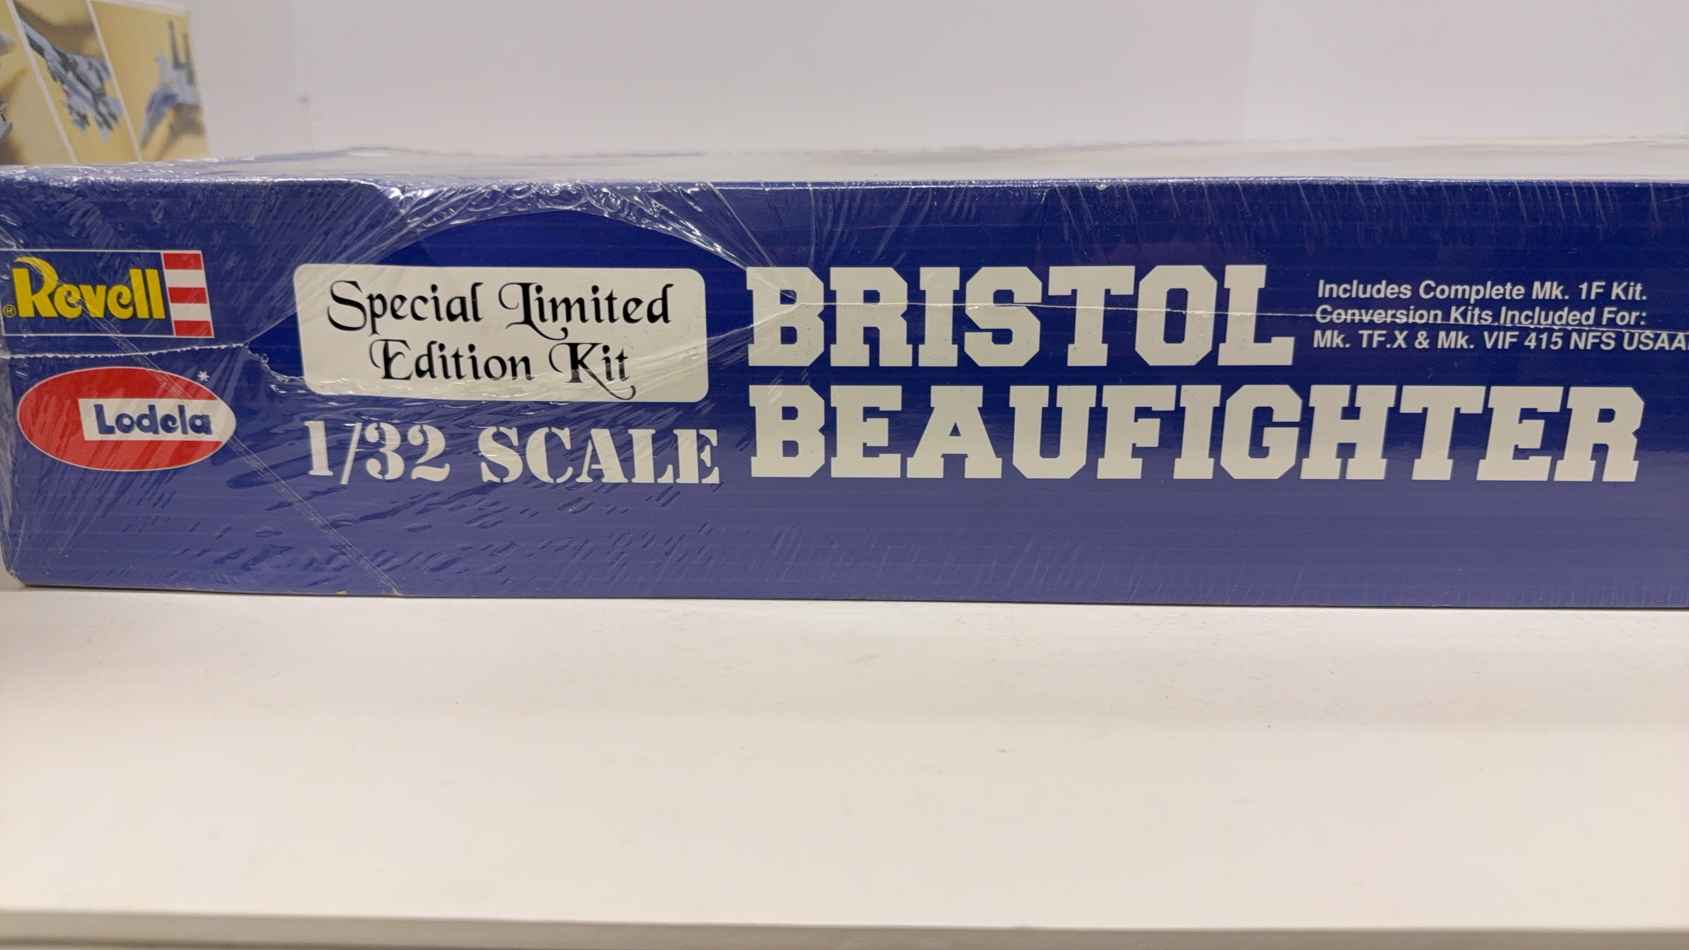 Revell
®
Lodela
*
Special Limited
Edition Kit
1/32 SCALE
BRISTOL
BEAUFIGHTER
Includes Complete Mk. 1F Kit.
Conversion Kits Included For:
Mk. TF.X & Mk. VIF 415 NFS